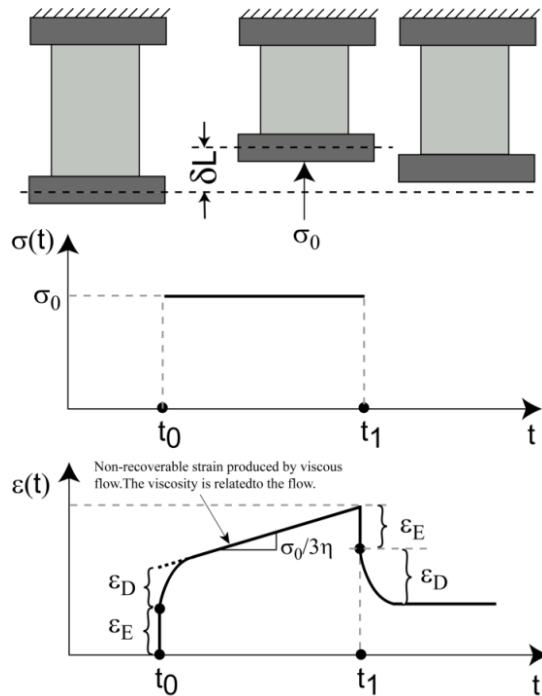 δL
σ0
σ(t)
σ0
t0
t1
t
ε(t)
Non-recoverable strain produced by viscous
flow.The viscosity is relatedto the flow.
σ0/3η
εE
εD
εD
εE
t0
t1
t